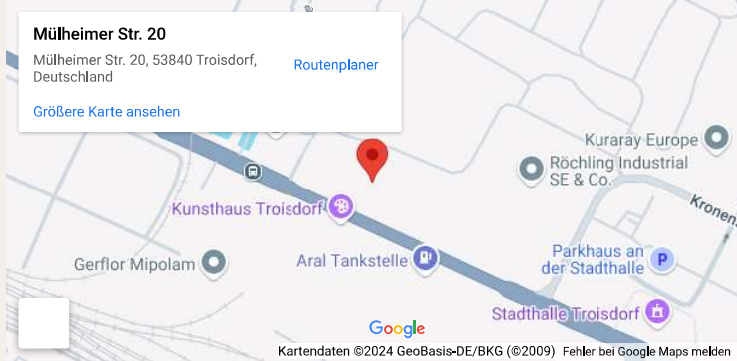 Mülheimer Str. 20
Mülheimer Str. 20, 53840 Troisdorf,
Deutschland
Routenplaner
Größere Karte ansehen
Kuraray Europe
Röchling Industrial
SE & Co.
Kronens
Kunsthaus Troisdorf
Gerflor Mipolam
Aral Tankstelle
Parkhaus an
der Stadthalle
P
Stadthalle Troisdorf
Google
Kartendaten ©2024 GeoBasis-DE/BKG (©2009) Fehler bei Google Maps melden